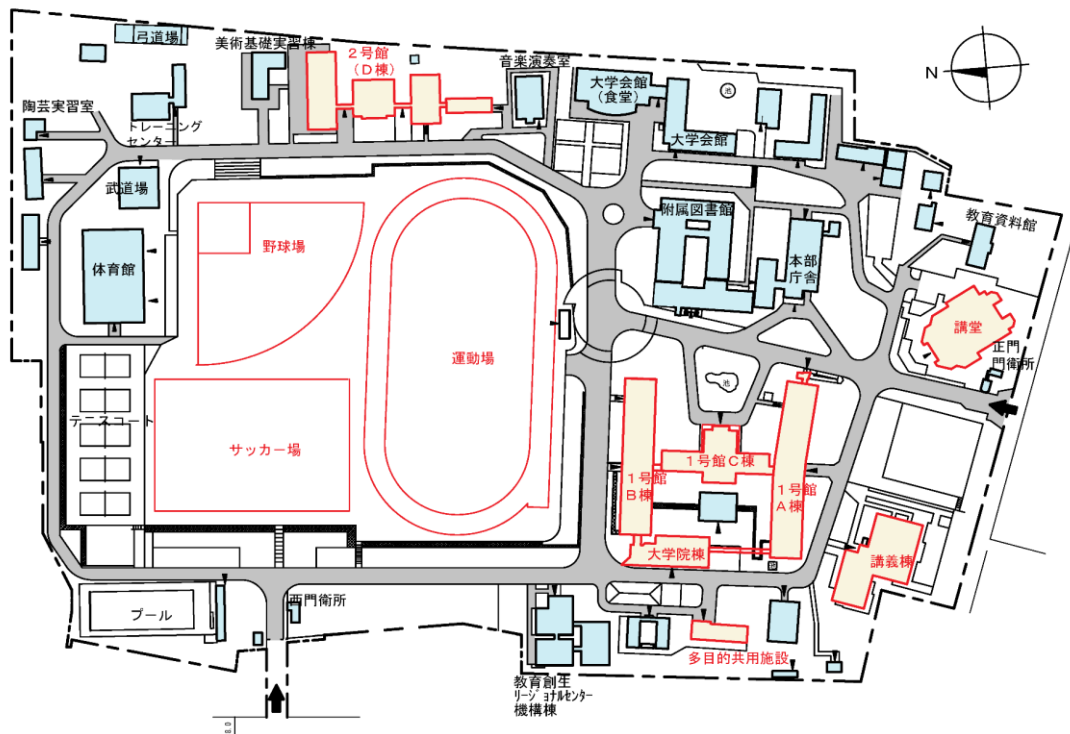 弓道場
美術基礎実習棟
2号館
(D棟)
音楽演奏室
大学会館
(食堂)
池
N
陶芸実習室
トレーニング
センター
大学会館
武道場
附属図書館
教育資料館
野球場
体育館
本部
庁舎
講堂
正門
門衛所
運動場
池
テニスコート
サッカー場
1号館C棟
1号館
B棟
1号館
A棟
大学院棟
講義棟
プール
西門衛所
多目的共用施設
教育創生
リージョナルセンター
機構棟